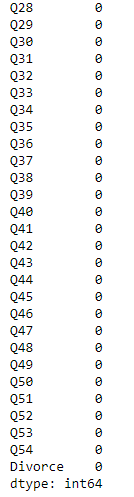 Q28 0
Q29 0
Q30 0
Q31 0
Q32 0
Q33 0
Q34 0
Q35 0
Q36 0
Q37 0
Q38 0
Q39 0
Q40 0
Q41 0
Q42 0
Q43 0
Q44 0
Q45 0
Q46 0
Q47 0
Q48 0
Q49 0
Q50 0
Q51 0
Q52 0
Q53 0
Q54 0
Divorce 0
dtype: int64